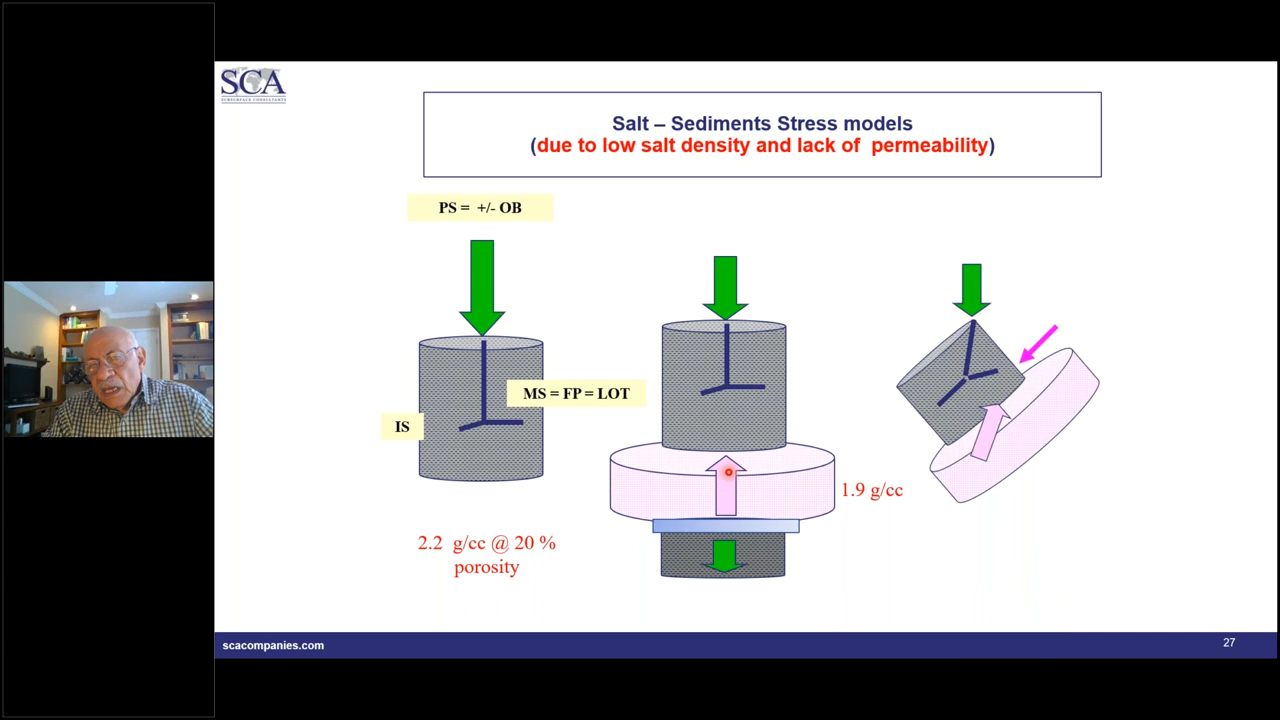 SCA
SUBSURFACE CONSULTANTS
Salt – Sediments Stress models
(due to low salt density and lack of permeability)
PS = +/- OB
MS = FP = LOT
IS
1.9 g/cc
2.2 g/cc @ 20 %
porosity
scacompanies.com
27